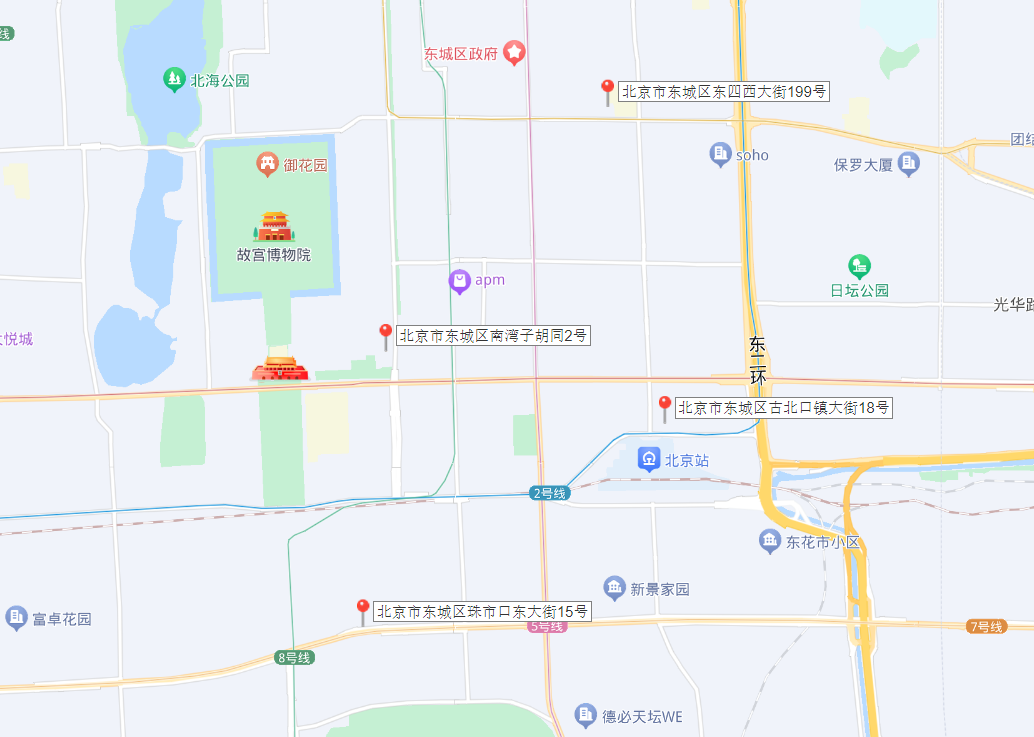 线
东城区政府
北海公园
北京市东城区东四西大街199号
团结
soho
保罗大厦
御花园
故宫博物院
apm
日坛公园
光华路
悦城
北京市东城区南湾子胡同2号
东二环
北京市东城区古北口镇大街18号
北京站
2号线
东花市小区
新景家园
富卓花园
北京市东城区珠市口东大街15号
5号线
7号线
8号线
德必天坛WE